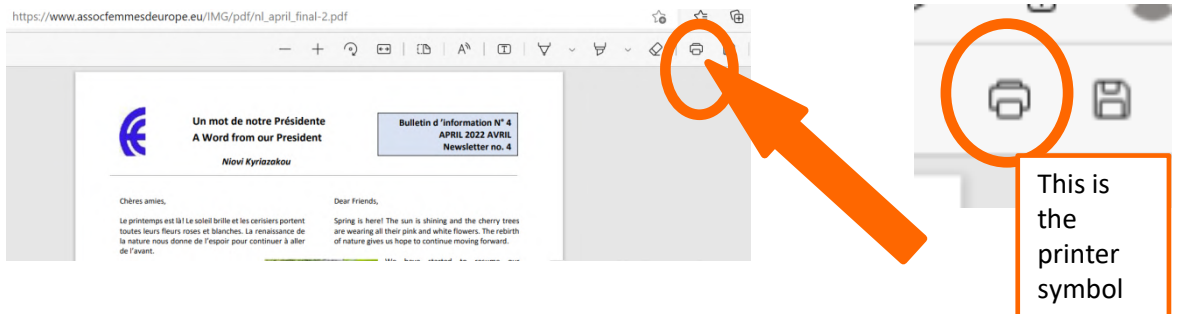 https://www.assocfemmesdeurope.eu/IMG/pdf/nl_april_final-2.pdf
Un mot de notre Présidente
A Word from our President
Niovi Kyriazakou
Bulletin d 'information N° 4
APRIL 2022 AVRIL
Newsletter no. 4
Chères amies,
Le printemps est là! Le soleil brille et les cerisiers portent
toutes leurs fleurs roses et blanches. La renaissance de
la nature nous donne de l'espoir pour continuer à aller
de l'avant.
Dear Friends,
Spring is here! The sun is shining and the cherry trees
are wearing all their pink and white flowers. The rebirth
of nature gives us hope to continue moving forward.
We have started to resume our
This is
the
printer
symbol